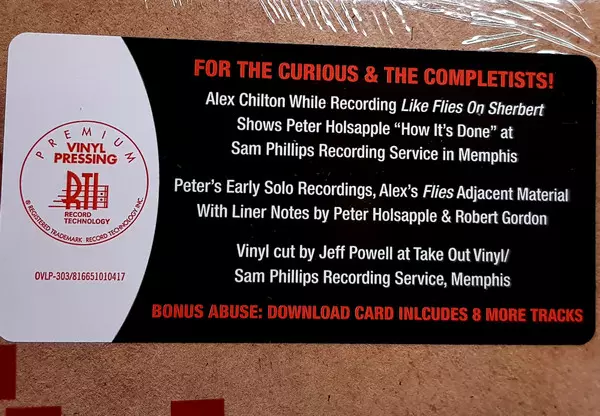 PREMIUM
VINYL
PRESSING
RTI
RECORD
TECHNOLOGY
® REGISTERED TRADEMARK RECORD TECHNOLOGY INC.
OVLP-303/816651010417
FOR THE CURIOUS & THE COMPLETISTS!
Alex Chilton While Recording Like Flies On Sherbert
Shows Peter Holsapple “How It’s Done” at
Sam Phillips Recording Service in Memphis
Peter’s Early Solo Recordings, Alex’s Flies Adjacent Material
With Liner Notes by Peter Holsapple & Robert Gordon
Vinyl cut by Jeff Powell at Take Out Vinyl/
Sam Phillips Recording Service, Memphis
BONUS ABUSE: DOWNLOAD CARD INLCUDES 8 MORE TRACKS